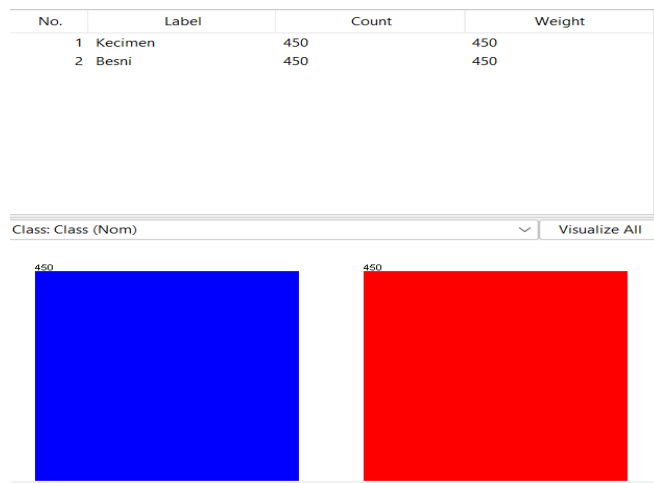 No. Label Count Weight
1 Kecimen 450 450
2 Besni 450 450
Class: Class (Nom) Visualize All
450 450